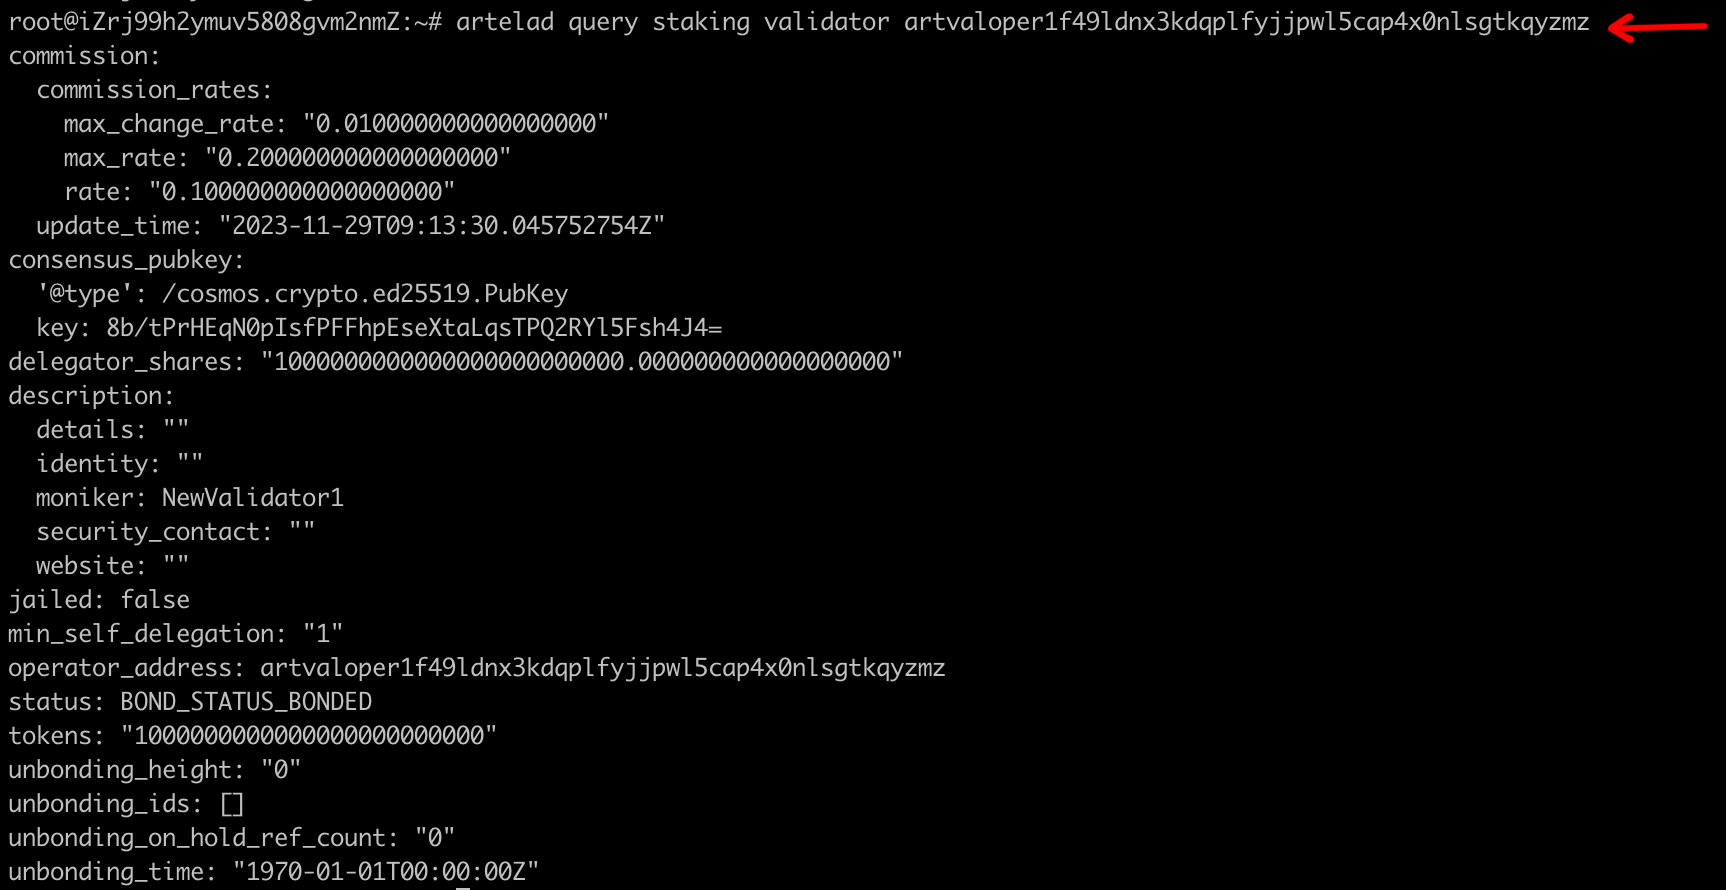 root@iZrj99h2ymuv5808gvm2nmZ:~# artelad query staking validator artvaloper1f49ldnx3kdqplfyjjpwl5cap4x0nlsgtkqyzmz
commission:
commission_rates:
max_change_rate: "0.010000000000000000"
max_rate: "0.200000000000000000"
rate: "0.100000000000000000"
update_time: "2023-11-29T09:13:30.045752754Z"
consensus_pubkey:
'@type': /cosmos.crypto.ed25519.PubKey
key: 8b/tPrHEqN0pIsfPFFhpEseXtaLqsTPQ2RYl5Fsh4J4=
delegator_shares: "1000000000000000000000000.000000000000000000"
description:
details: ""
identity: ""
moniker: NewValidator1
security_contact: ""
website: ""
jailed: false
min_self_delegation: "1"
operator_address: artvaloper1f49ldnx3kdqplfyjjpwl5cap4x0nlsgtkqyzmz
status: BOND_STATUS_BONDED
tokens: "1000000000000000000000000"
unbonding_height: "0"
unbonding_ids: []
unbonding_on_hold_ref_count: "0"
unbonding_time: "1970-01-01T00:00:00Z"